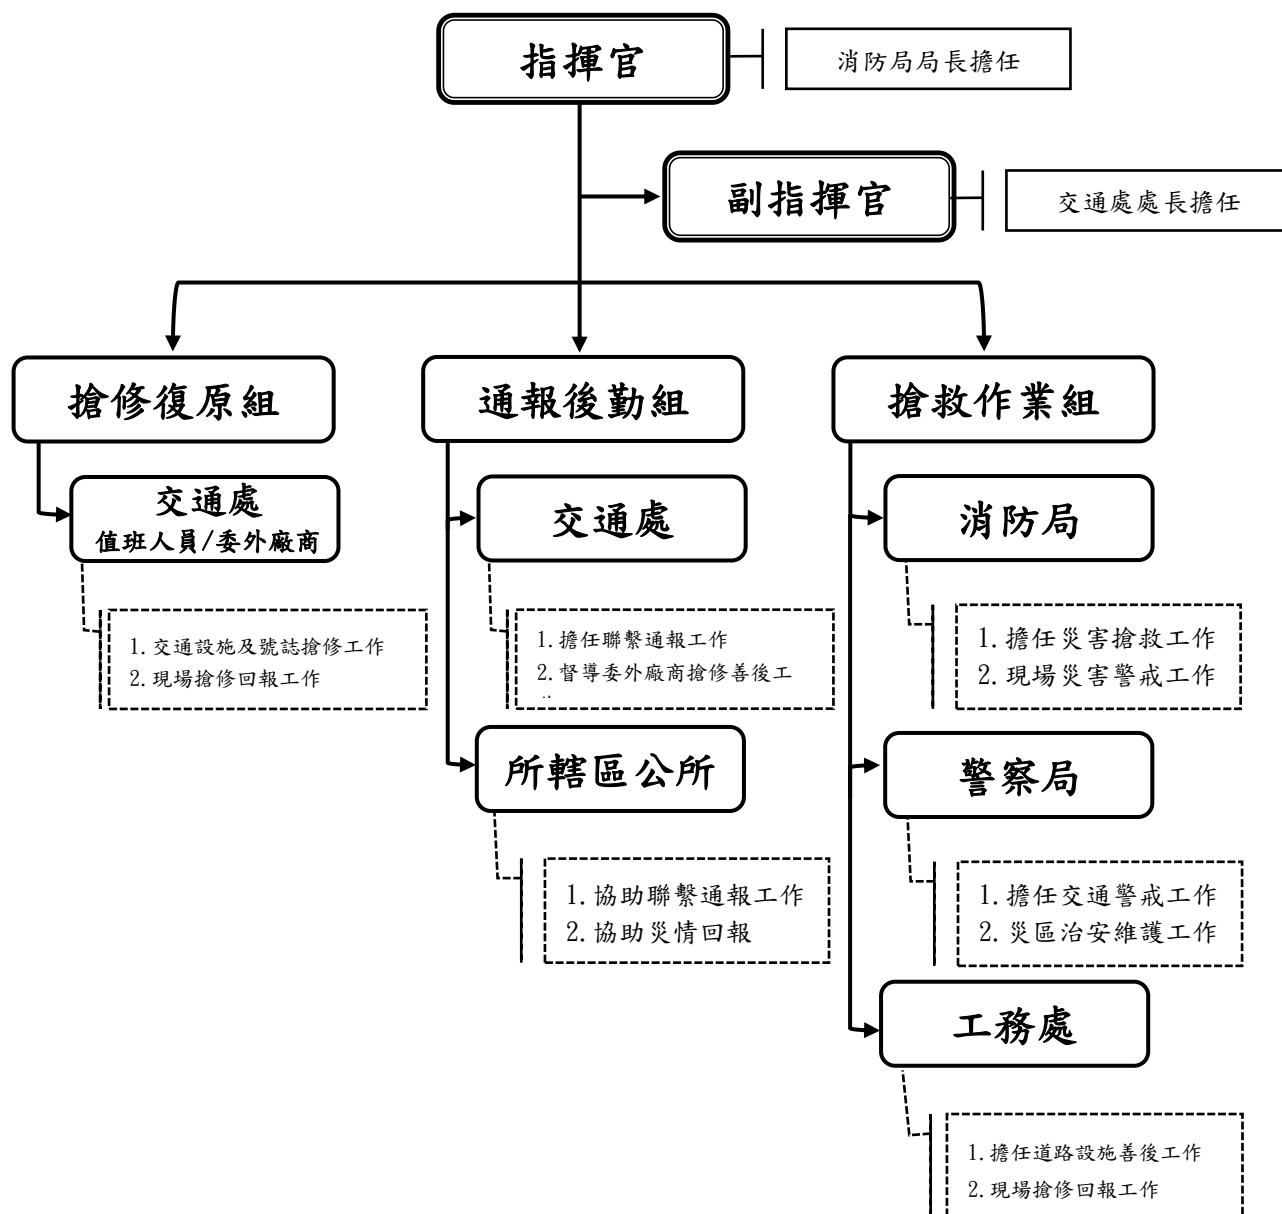 指揮官
消防局局長擔任
副指揮官
交通處處長擔任
搶修復原組
通報後勤組
搶救作業組
交通處
值班人員/委外廠商
1.交通設施及號誌搶修工作
2.現場搶修回報工作
交通處
1.擔任聯繫通報工作
2.督導委外廠商搶修善後工
所轄區公所
1.協助聯繫通報工作
2.協助災情回報
消防局
1.擔任災害搶救工作
2.現場災害警戒工作
警察局
1.擔任交通警戒工作
2.災區治安維護工作
工務處
1.擔任道路設施善後工作
2.現場搶修回報工作